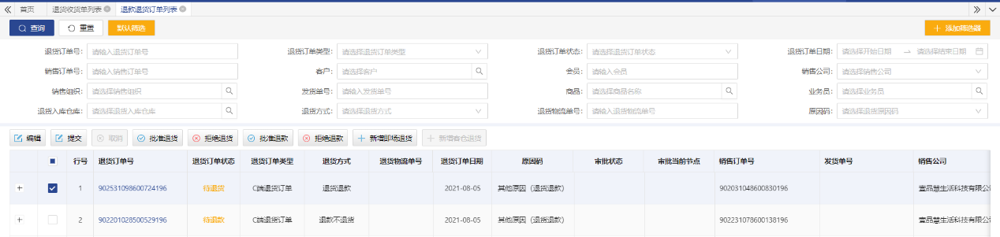 首页 退货收货单列表 退款退货订单列表
查询 重置 默认筛选 添加筛选器
退货订单号: 请输入退货订单号 退货订单类型: 请选择退货订单类型 退货订单状态: 请选择退货订单状态 退货订单日期: 请选择开始日期 → 请选择结束日期
销售订单号: 请输入销售订单号 客户: 请选择客户 会员: 请输入会员 销售公司: 请选择销售公司
销售组织: 请选择销售组织 发货单号: 请输入发货单号 商品: 请选择商品名称 业务员: 请选择业务员
退货入库仓库: 请选择退货入库仓库 退货方式: 请选择退货方式 退货物流单号: 请输入退货物流单号 原因码: 请选择退货原因码
编辑 提交 取消 批准退货 拒绝退货 批准退款 拒绝退款 新增即场退货 新增客仓退货
行号 退货订单号 退货订单状态 退货订单类型 退货方式 退货物流单号 退货订单日期 原因码 审批状态 审批当前节点 销售订单号 发货单号 销售公司
1 902531098600724196 待退货 C端退货订单 退货退款 2021-08-05 其他原因（退货退款） 902031048600830196 壹品慧生活科技有限公
2 902201028500529196 待退款 C端退货订单 退款不退货 2021-08-05 其他原因（退货退款） 902231078600138196 壹品慧生活科技有限公